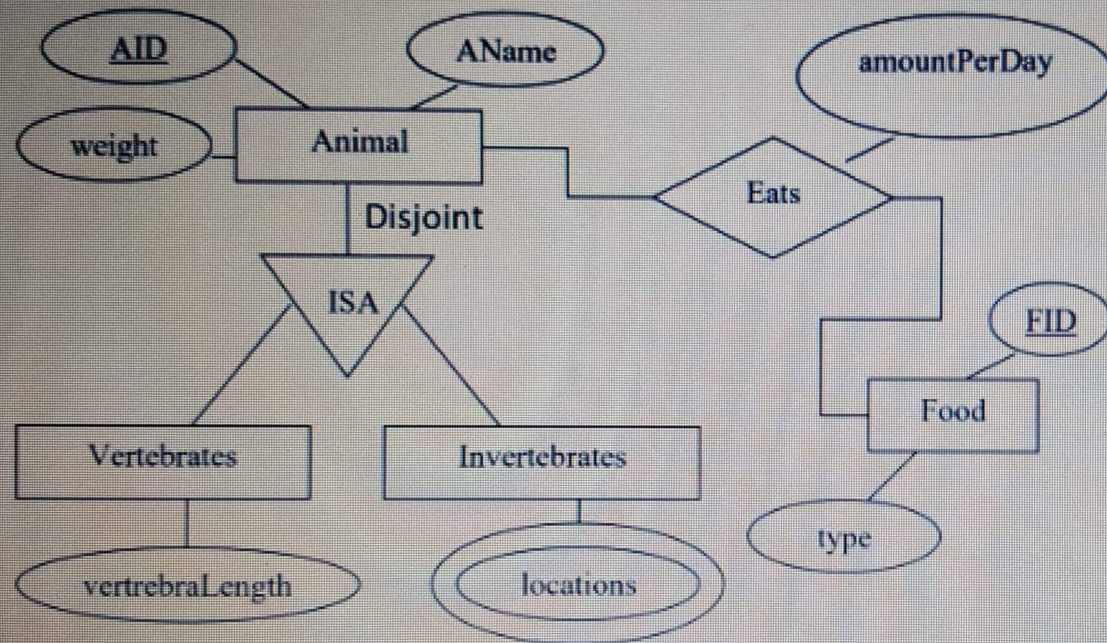 AID
AName
amountPerDay
weight
Animal
Eats
Disjoint
ISA
FID
Food
Vertebrates
Invertebrates
type
vertrebraLength
locations